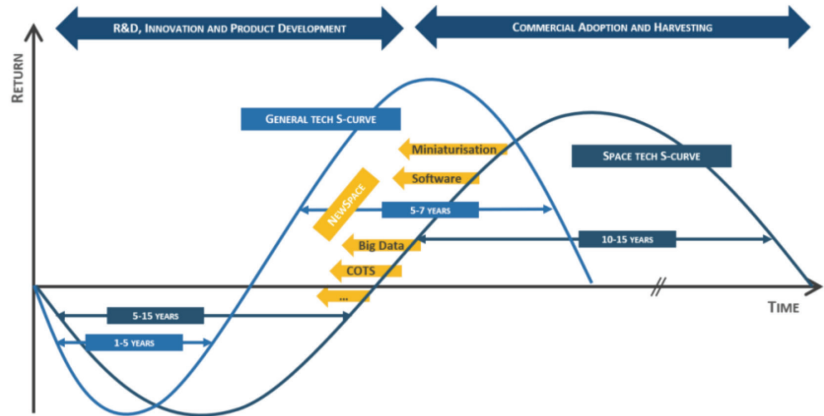 R&D, INNOVATION AND PRODUCT DEVELOPMENT
COMMERCIAL ADOPTION AND HARVESTING
RETURN
GENERAL TECH S-CURVE
Miniaturisation
SPACE TECH S-CURVE
Software
NEWSPACE
5-7 YEARS
Big Data
10-15 YEARS
COTS
...
TIME
5-15 YEARS
1-5 YEARS